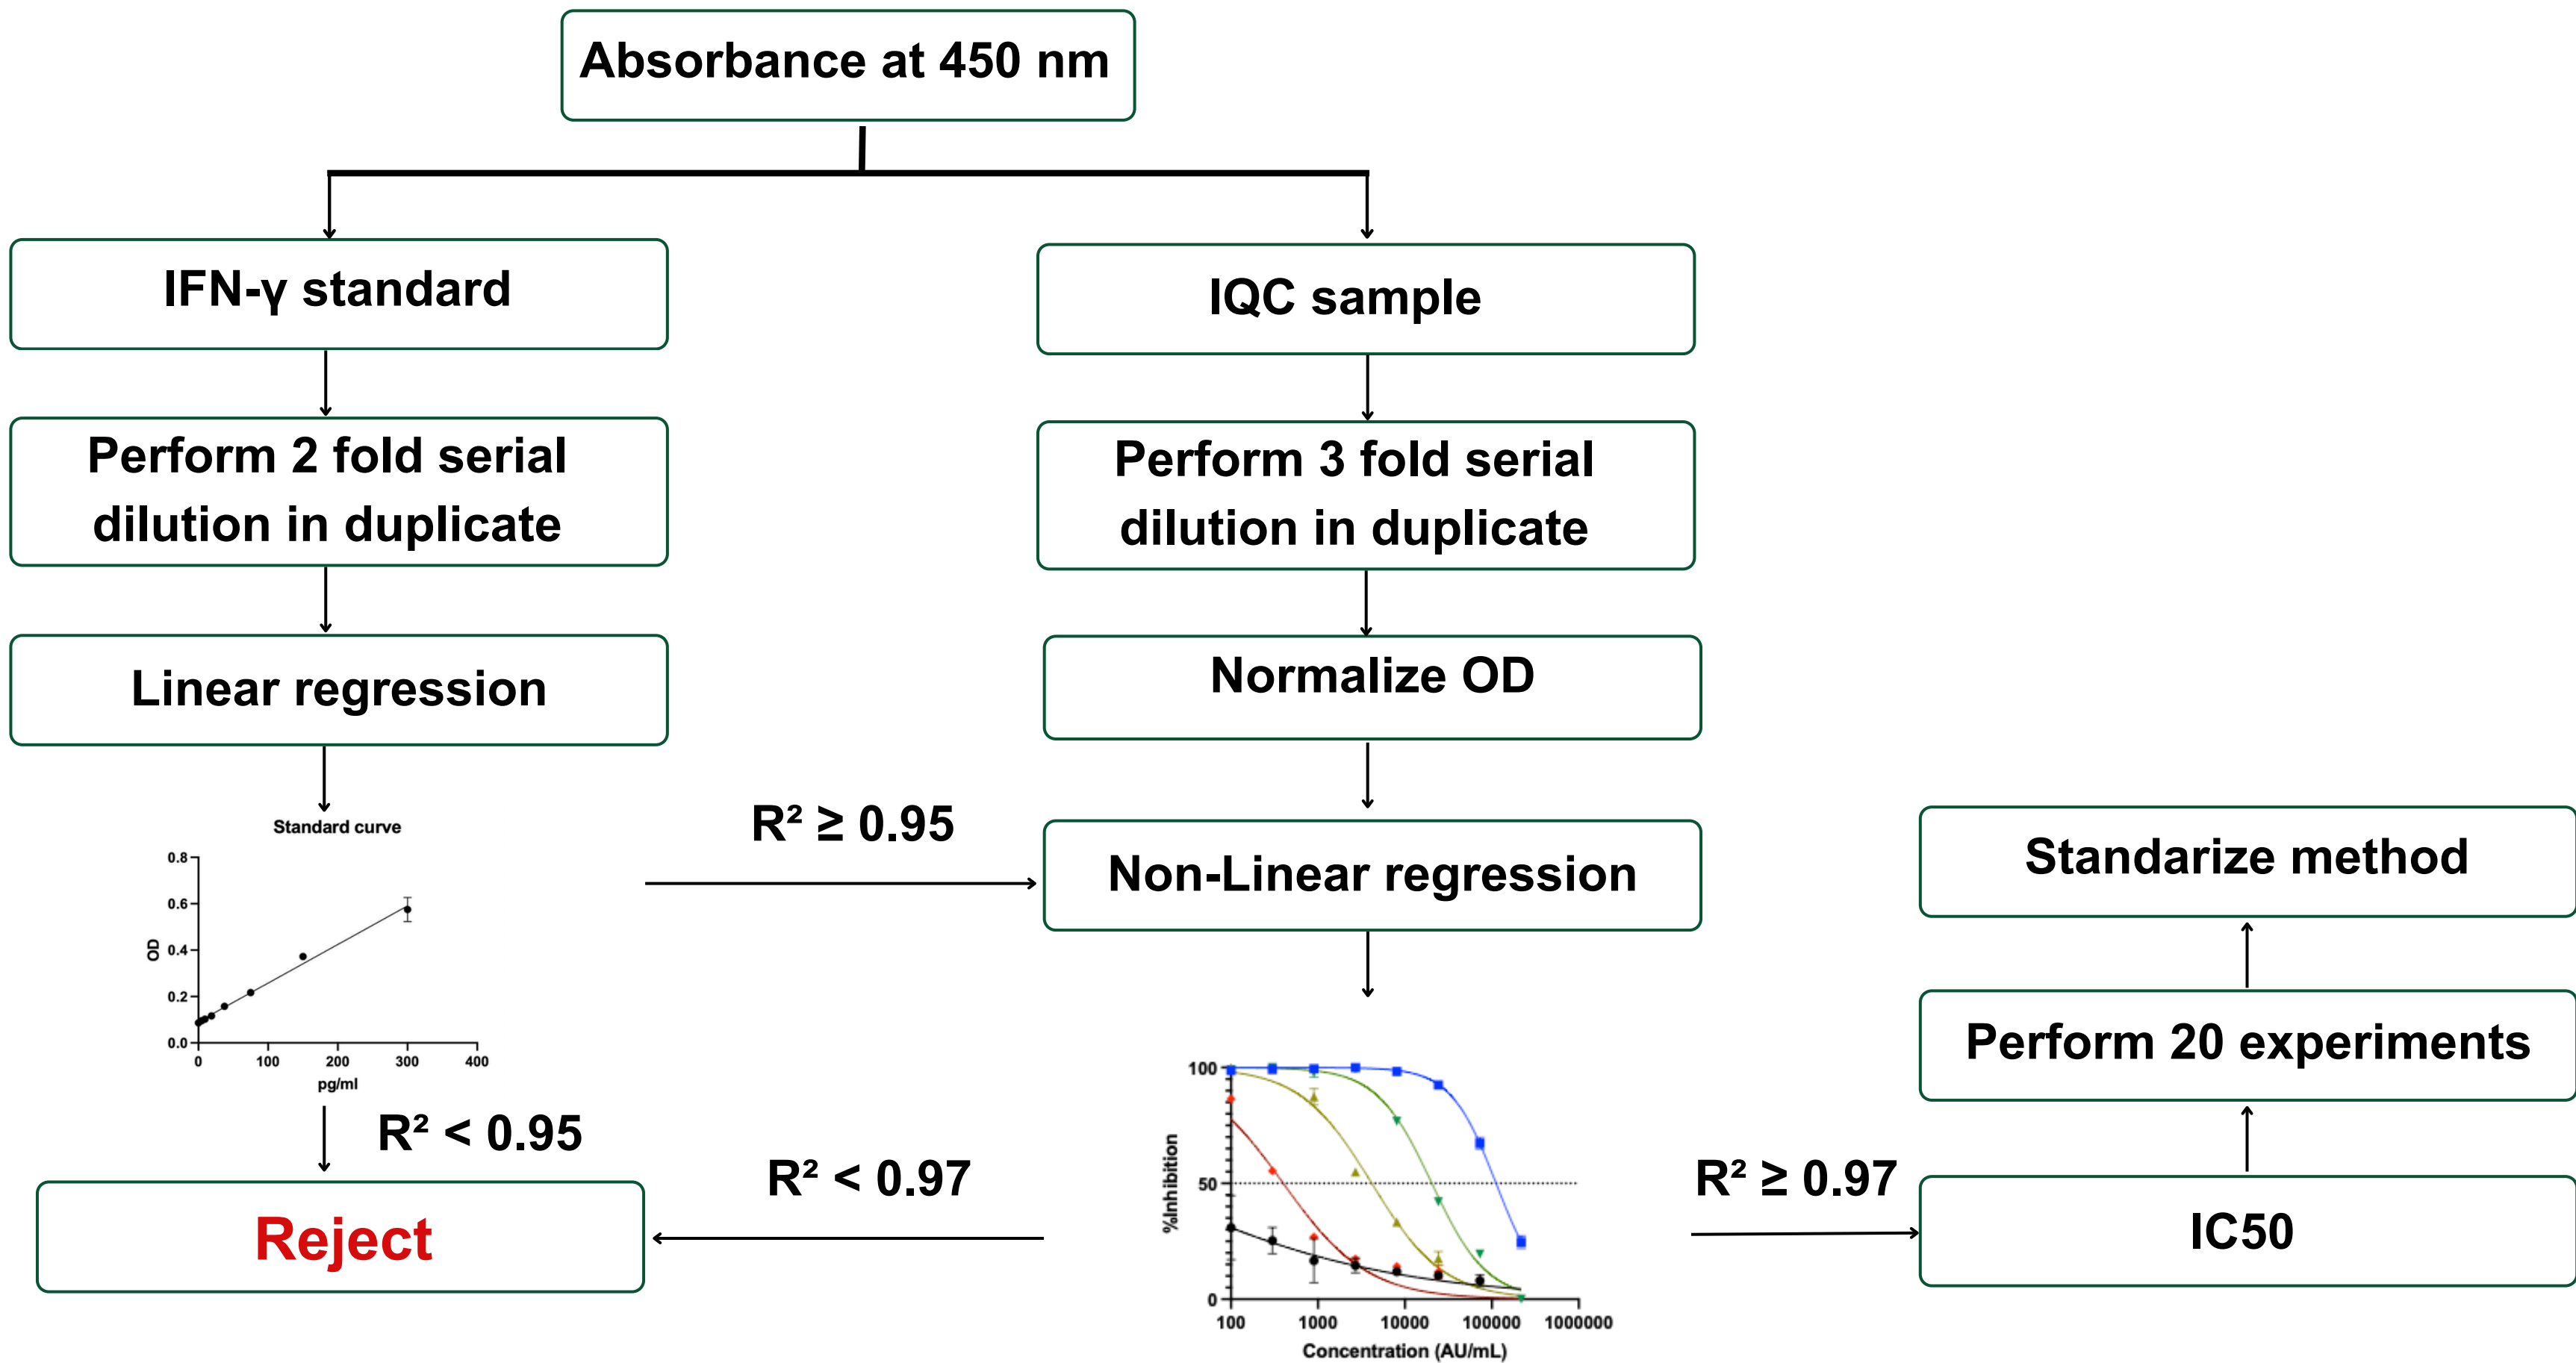 Absorbance at 450 nm
IFN-γ standard
IQC sample
Perform 2 fold serial
dilution in duplicate
Perform 3 fold serial
dilution in duplicate
Linear regression
Normalize OD
Standard curve
0.8
0.6
0.4
0.2
0.0
OD
0 100 200 300 400
pg/ml
R² ≥ 0.95
Non-Linear regression
Standarize method
Perform 20 experiments
IC50
R² < 0.95
Reject
R² < 0.97
100
50
0
%Inhibition
100 1000 10000 100000 1000000
Concentration (AU/mL)
R² ≥ 0.97